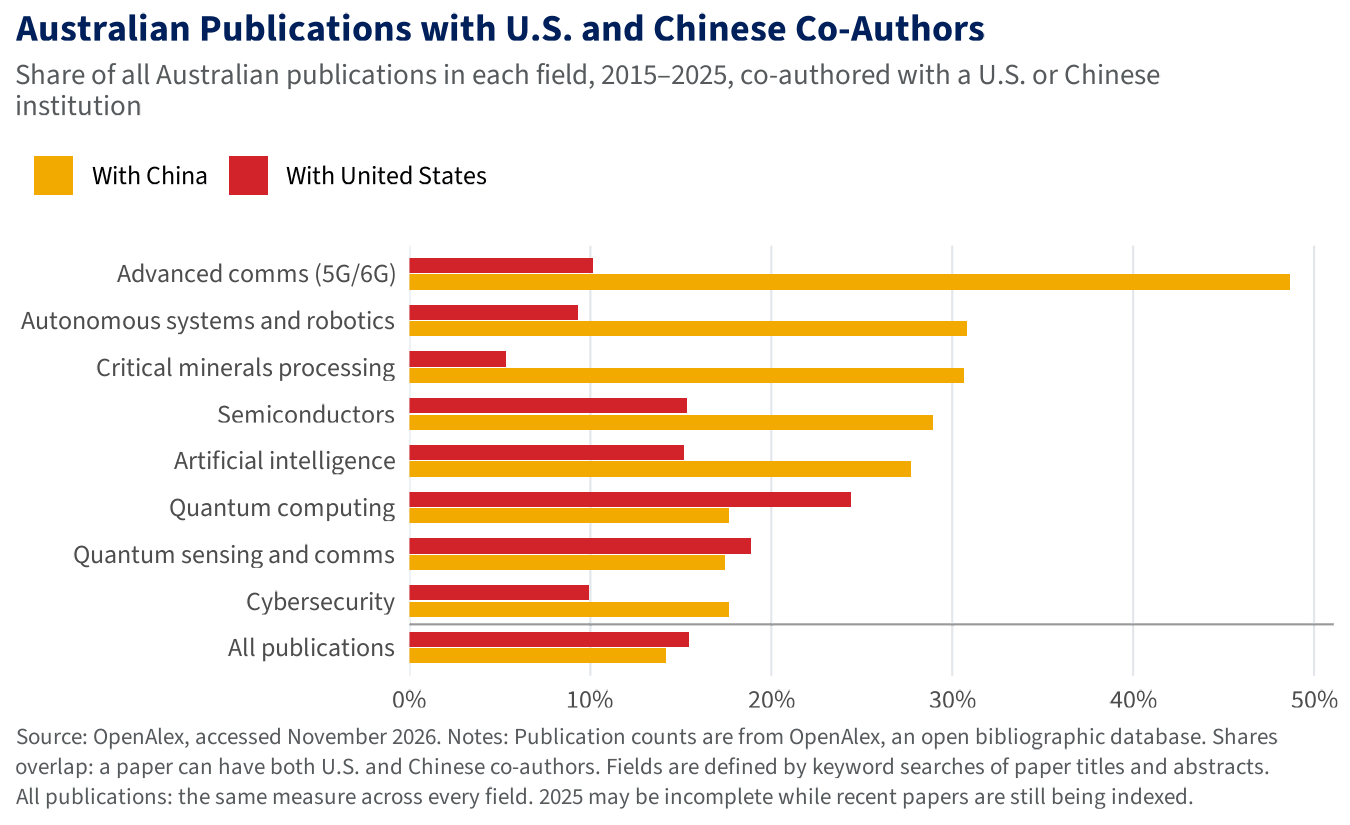 Australian Publications with U.S. and Chinese Co-Authors
Share of all Australian publications in each field, 2015–2025, co-authored with a U.S. or Chinese
institution
With China
With United States
Advanced comms (5G/6G)
Autonomous systems and robotics
Critical minerals processing
Semiconductors
Artificial intelligence
Quantum computing
Quantum sensing and comms
Cybersecurity
All publications
0%
10%
20%
30%
40%
50%
Source: OpenAlex, accessed November 2026. Notes: Publication counts are from OpenAlex, an open bibliographic database. Shares
overlap: a paper can have both U.S. and Chinese co-authors. Fields are defined by keyword searches of paper titles and abstracts.
All publications: the same measure across every field. 2025 may be incomplete while recent papers are still being indexed.